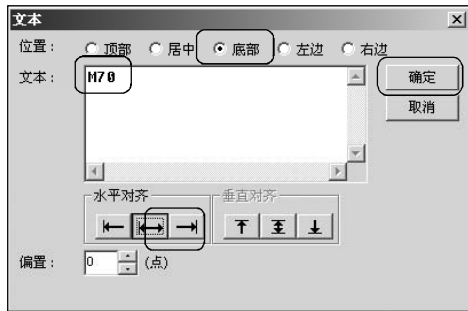 文本
位置： 顶部 居中 底部 左边 右边
文本： M70 确定
取消
水平对齐 垂直对齐
偏置： 0 (点)